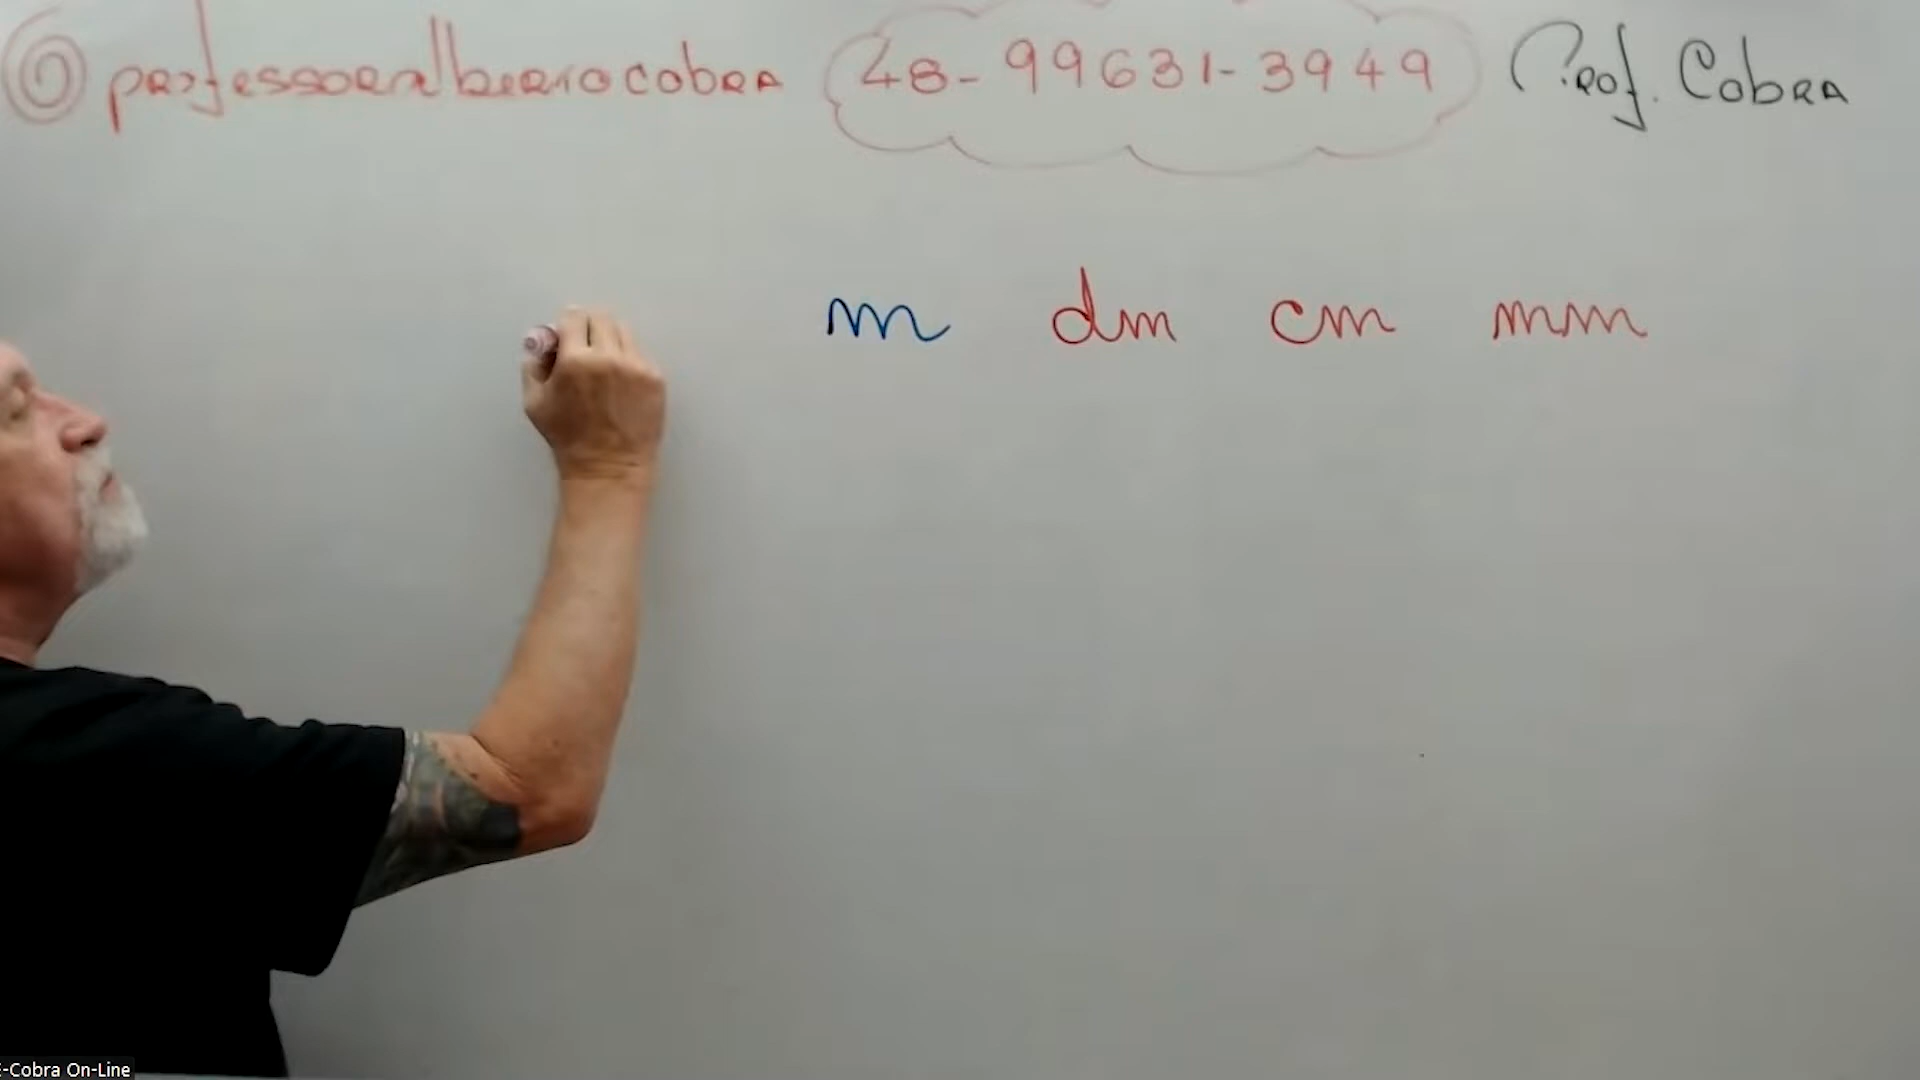 @ professoralbertocobra 48-99631-3949 Prof. Cobra
m dm cm mm
E-Cobra On-Line